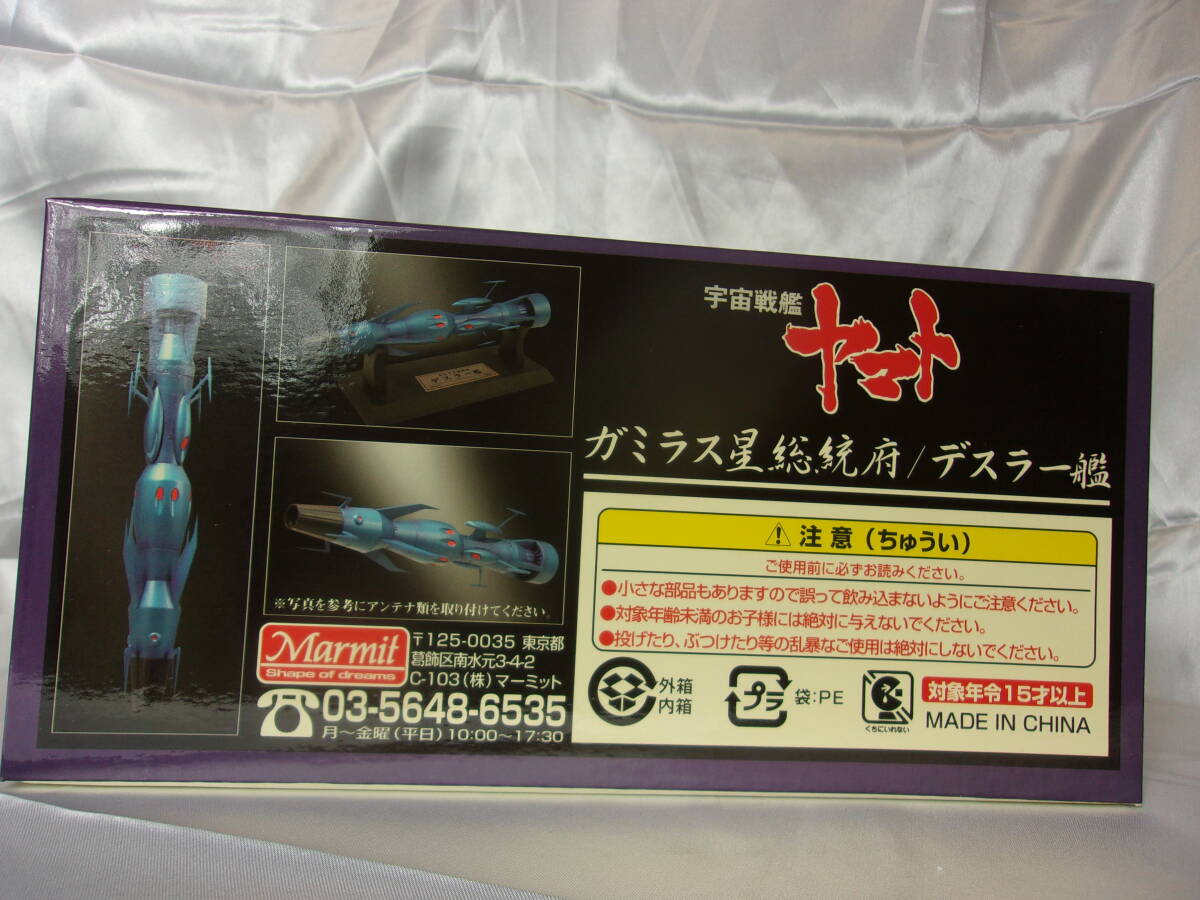 宇宙戦艦
ヤマト
ガミラス星総統府/デスラー艦
デスラー艦
※写真を参考にアンテナ類を取り付けてください。
Marmit
Shape of dreams
〒125-0035 東京都
葛飾区南水元3-4-2
C-103(株)マーミット
03-5648-6535
月～金曜(平日)10:00～17:30
⚠ 注意(ちゅうい)
ご使用前に必ずお読みください。
●小さな部品もありますので誤って飲み込まないようにご注意ください。
●対象年齢未満のお子様には絶対に与えないでください。
●投げたり、ぶつけたり等の乱暴なご使用は絶対にしないでください。
外箱
内箱
プラ
袋:PE
くちにいれない
対象年令15才以上
MADE IN CHINA